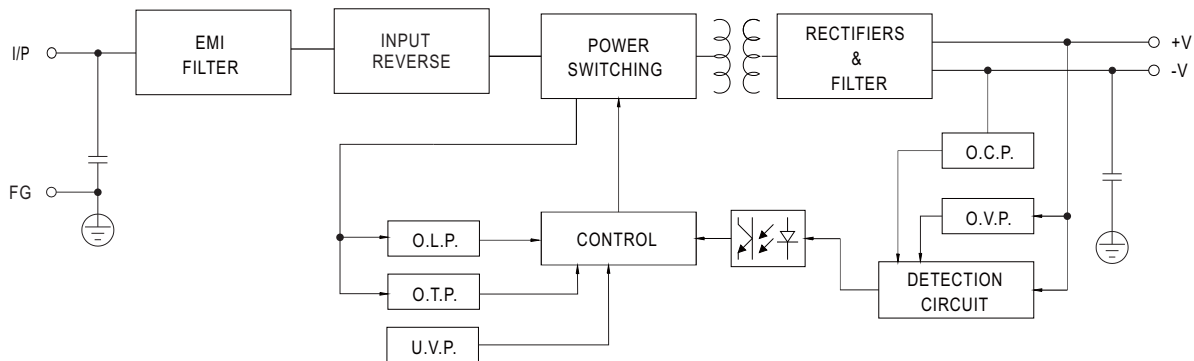 I/P
EMI
FILTER
INPUT
REVERSE
POWER
SWITCHING
RECTIFIERS
&
FILTER
+V
-V
O.C.P.
FG
O.V.P.
O.L.P.
CONTROL
DETECTION
CIRCUIT
O.T.P.
U.V.P.